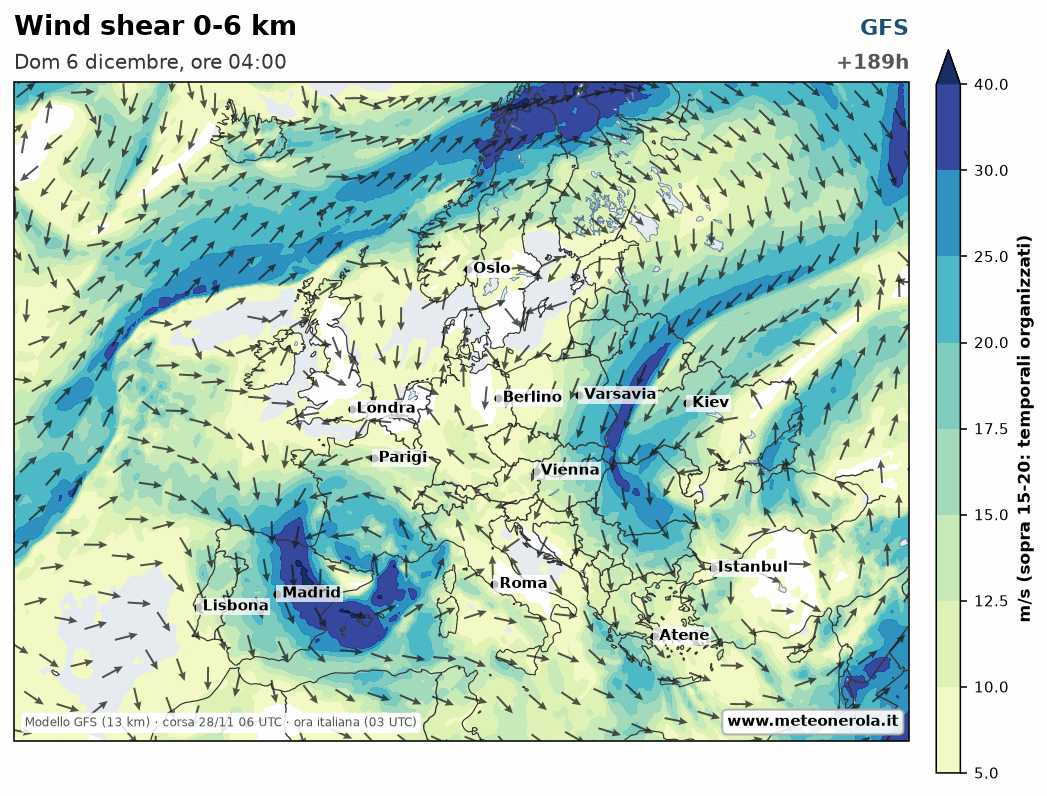 Wind shear 0-6 km
GFS
Dom 6 dicembre, ore 04:00
+189h
40.0
30.0
25.0
20.0
17.5
15.0
12.5
10.0
5.0
m/s (sopra 15-20: temporali organizzati)
Oslo
Londra
Berlino
Varsavia
Kiev
Parigi
Vienna
Istanbul
Madrid
Roma
Lisbona
Atene
Modello GFS (13 km) · corsa 28/11 06 UTC · ora italiana (03 UTC)
www.meteonerola.it